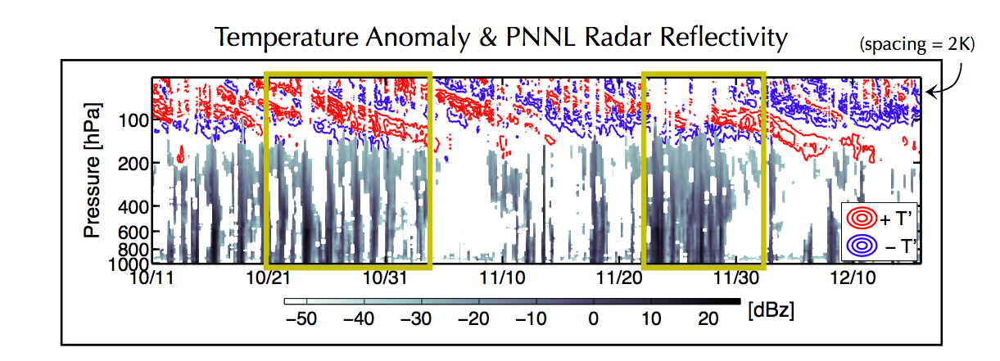 Temperature Anomaly & PNNL Radar Reflectivity
(spacing = 2K)
Pressure [hPa]
100
200
400
600
800
1000
+ T'
− T'
10/11 10/21 10/31 11/10 11/20 11/30 12/10
−50 −40 −30 −20 −10 0 10 20 [dBz]